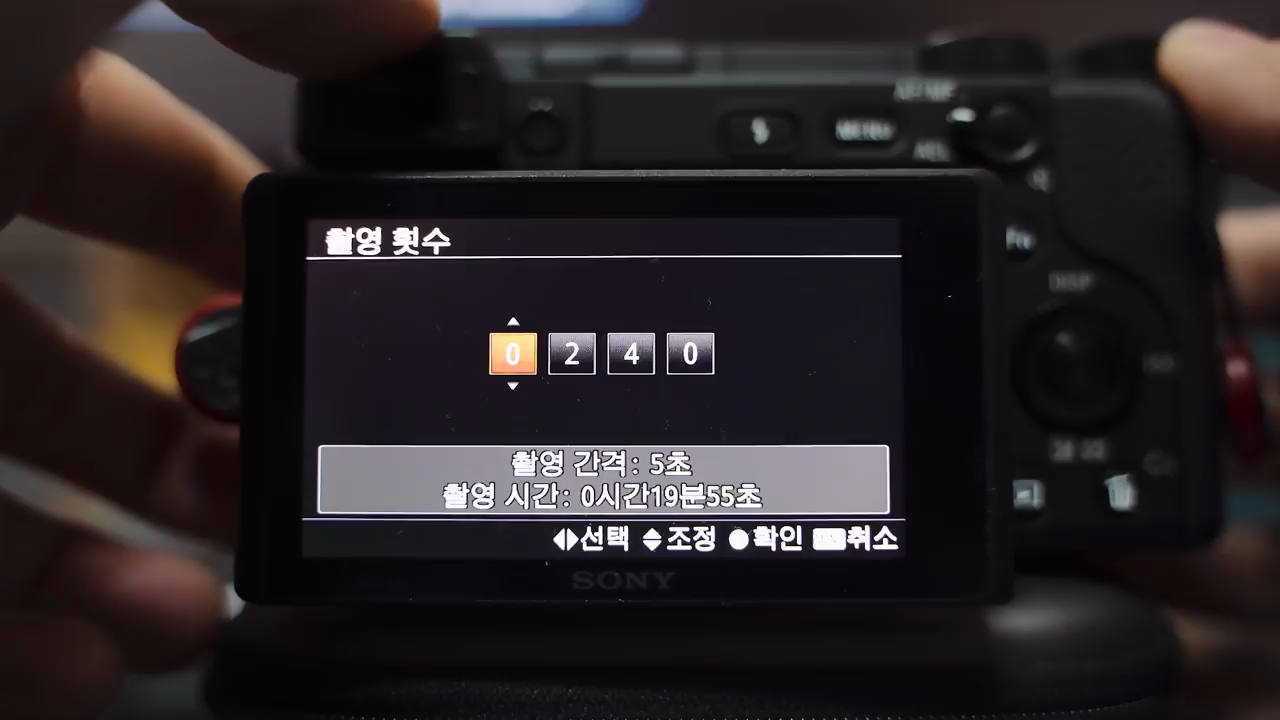 MENU
AEL
Fn
DISP
촬영 횟수
0 2 4 0
촬영 간격: 5초
촬영 시간: 0시간19분55초
선택 조정 확인 취소
SONY